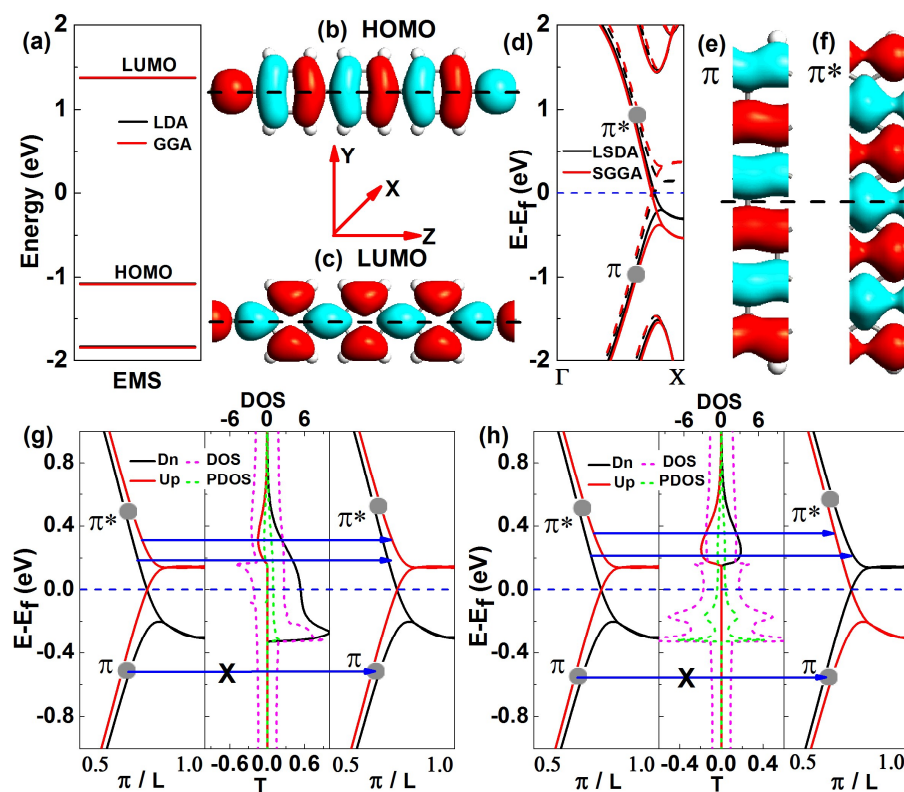 (a)
2
1
0
-1
-2
Energy (eV)
LUMO
LDA
GGA
HOMO
EMS
(b) HOMO
Y
X
Z
(c) LUMO
(d)
2
1
0
-1
-2
E-Ef (eV)
π*
LSDA
SGGA
π
Γ X
(e)
π
(f)
π*
(g)
DOS
-6 0 6
0.8
0.4
0.0
-0.4
-0.8
E-Ef (eV)
Dn
Up
DOS
PDOS
π*
π*
π
X
π
0.5 1.0
π / L
-0.6 0.0 0.6
T
0.5 1.0
π / L
(h)
DOS
-6 0 6
0.8
0.4
0.0
-0.4
-0.8
E-Ef (eV)
Dn
Up
DOS
PDOS
π*
π*
π
X
π
0.5 1.0
π / L
-0.4 0.0 0.4
T
0.5 1.0
π / L